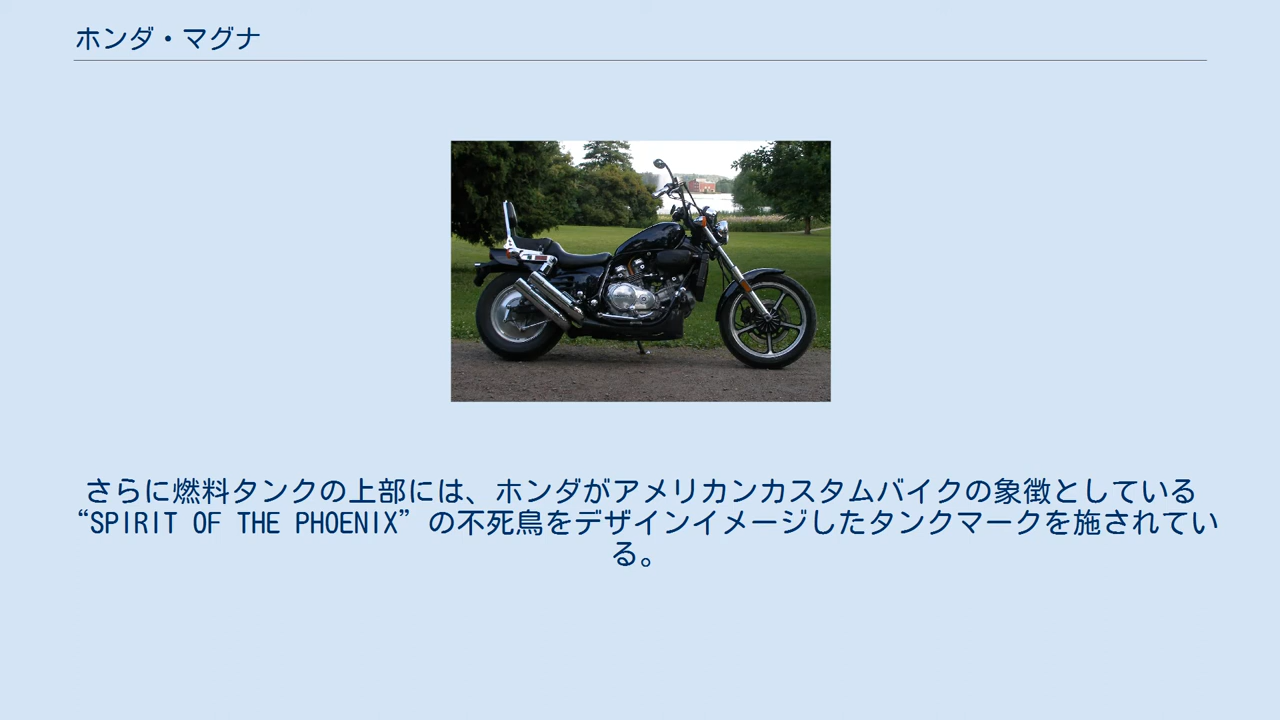 ホンダ・マグナ
さらに燃料タンクの上部には、ホンダがアメリカンカスタムバイクの象徴としている
“SPIRIT OF THE PHOENIX”の不死鳥をデザインイメージしたタンクマークを施されてい
る。